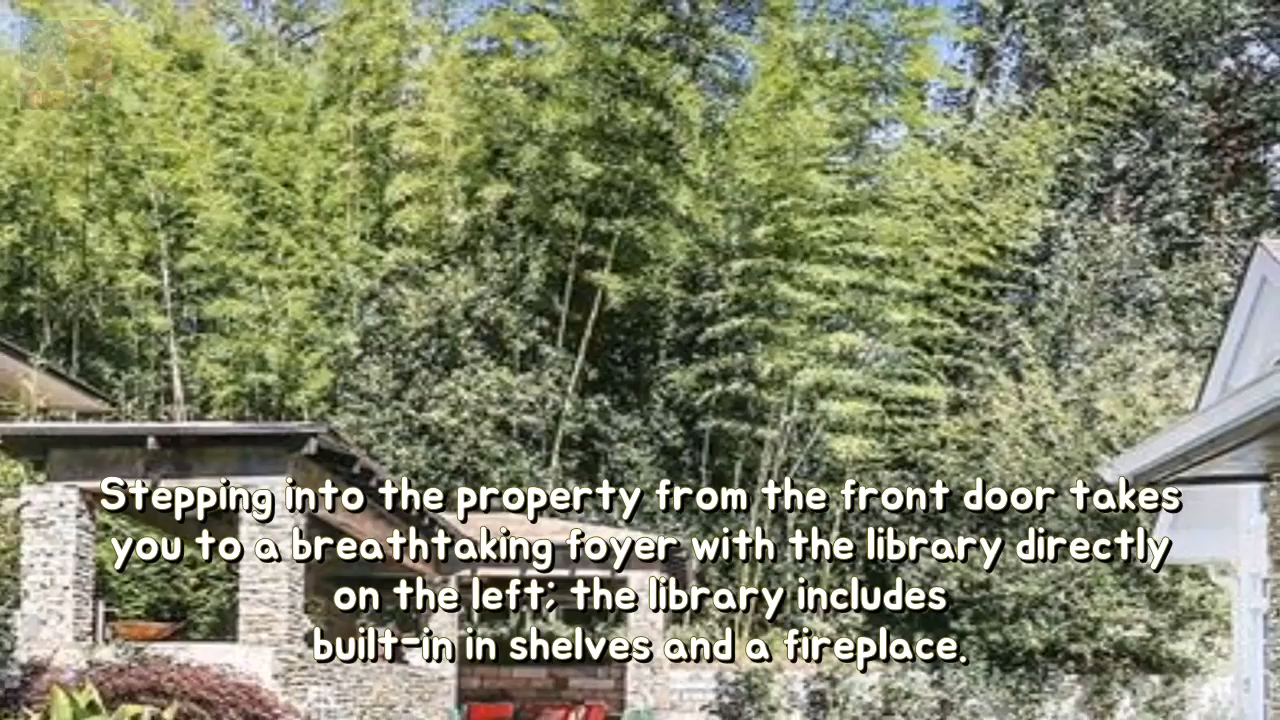 Stepping into the property from the front door takes
you to a breathtaking foyer with the library directly
on the left; the library includes
built-in in shelves and a fireplace.